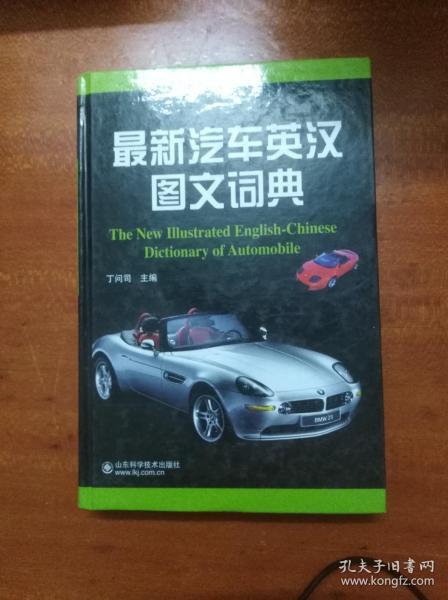 最新汽车英汉
图文词典
The New Illustrated English-Chinese
Dictionary of Automobile
丁问司 主编
BMW Z8
山东科学技术出版社
www.lkj.com.cn
孔夫子旧书网
www.kongfz.com